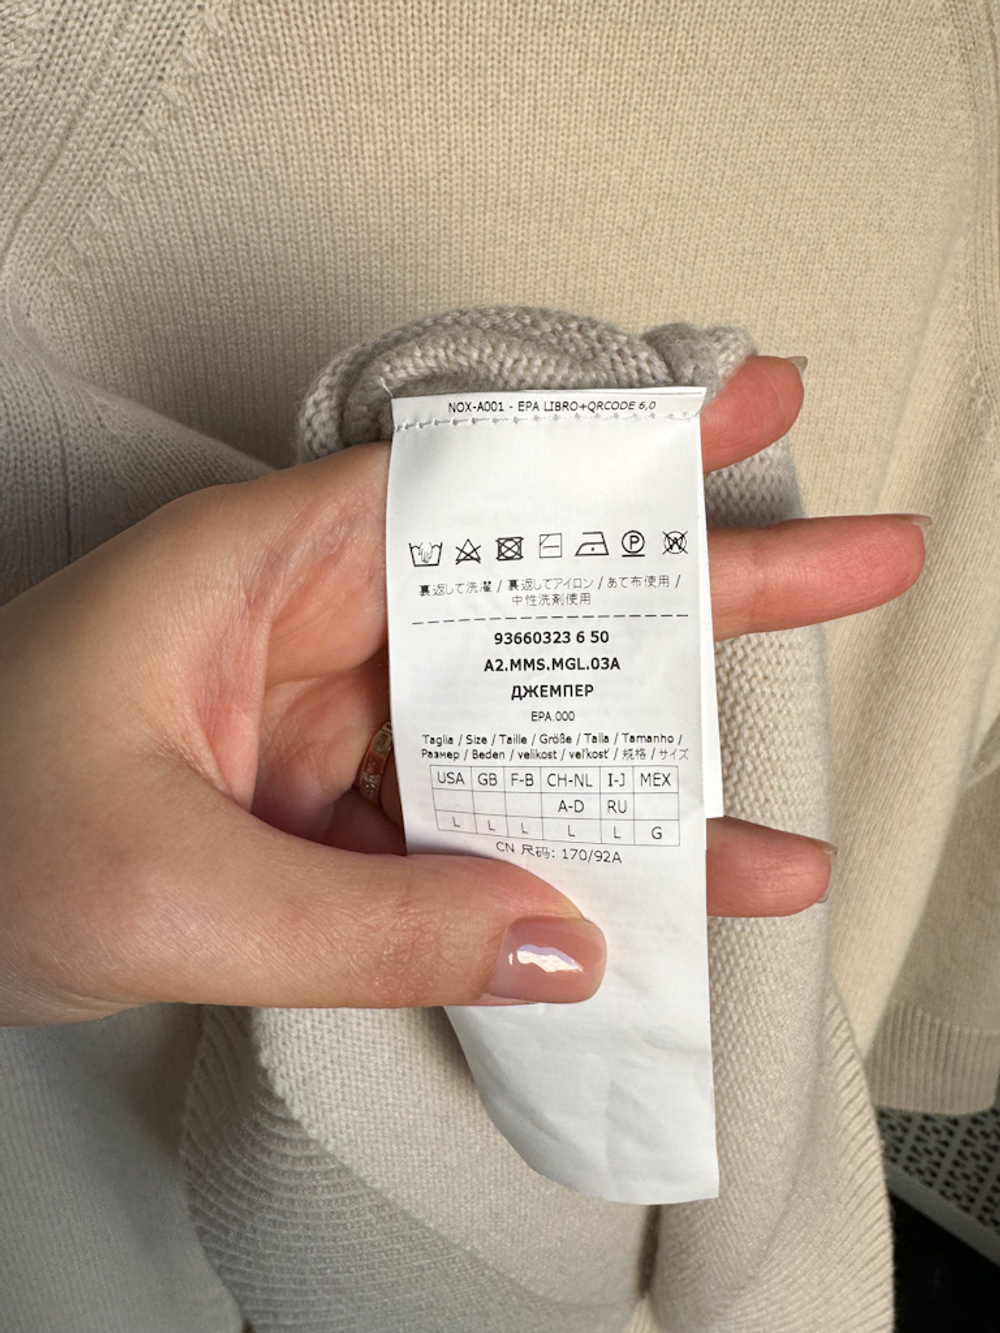 NOX-A001 - EPA LIBRO+QRCODE 6,0
P
W
裏返して洗濯 / 裏返してアイロン / あて布使用 /
中性洗剤使用
93660323 6 50
A2.MMS.MGL.03A
ДЖЕМПЕР
EPA.000
Taglia / Size / Taille / Größe / Talla / Tamanho /
Размер / Beden / velikost / veľkosť / 规格 / サイズ
USA GB F-B CH-NL I-J MEX
A-D RU
L L L L L G
CN 尺码: 170/92A